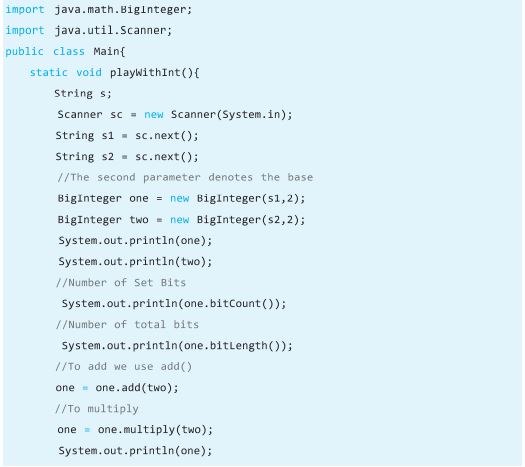 import java.math.BigInteger;
import java.util.Scanner;
public class Main{
static void playWithInt(){
String s;
Scanner sc = new Scanner(System.in);
String s1 = sc.next();
String s2 = sc.next();
//The second parameter denotes the base
BigInteger one = new BigInteger(s1,2);
BigInteger two = new BigInteger(s2,2);
System.out.println(one);
System.out.println(two);
//Number of Set Bits
System.out.println(one.bitCount());
//Number of total bits
System.out.println(one.bitLength());
//To add we use add()
one = one.add(two);
//To multiply
one = one.multiply(two);
System.out.println(one);